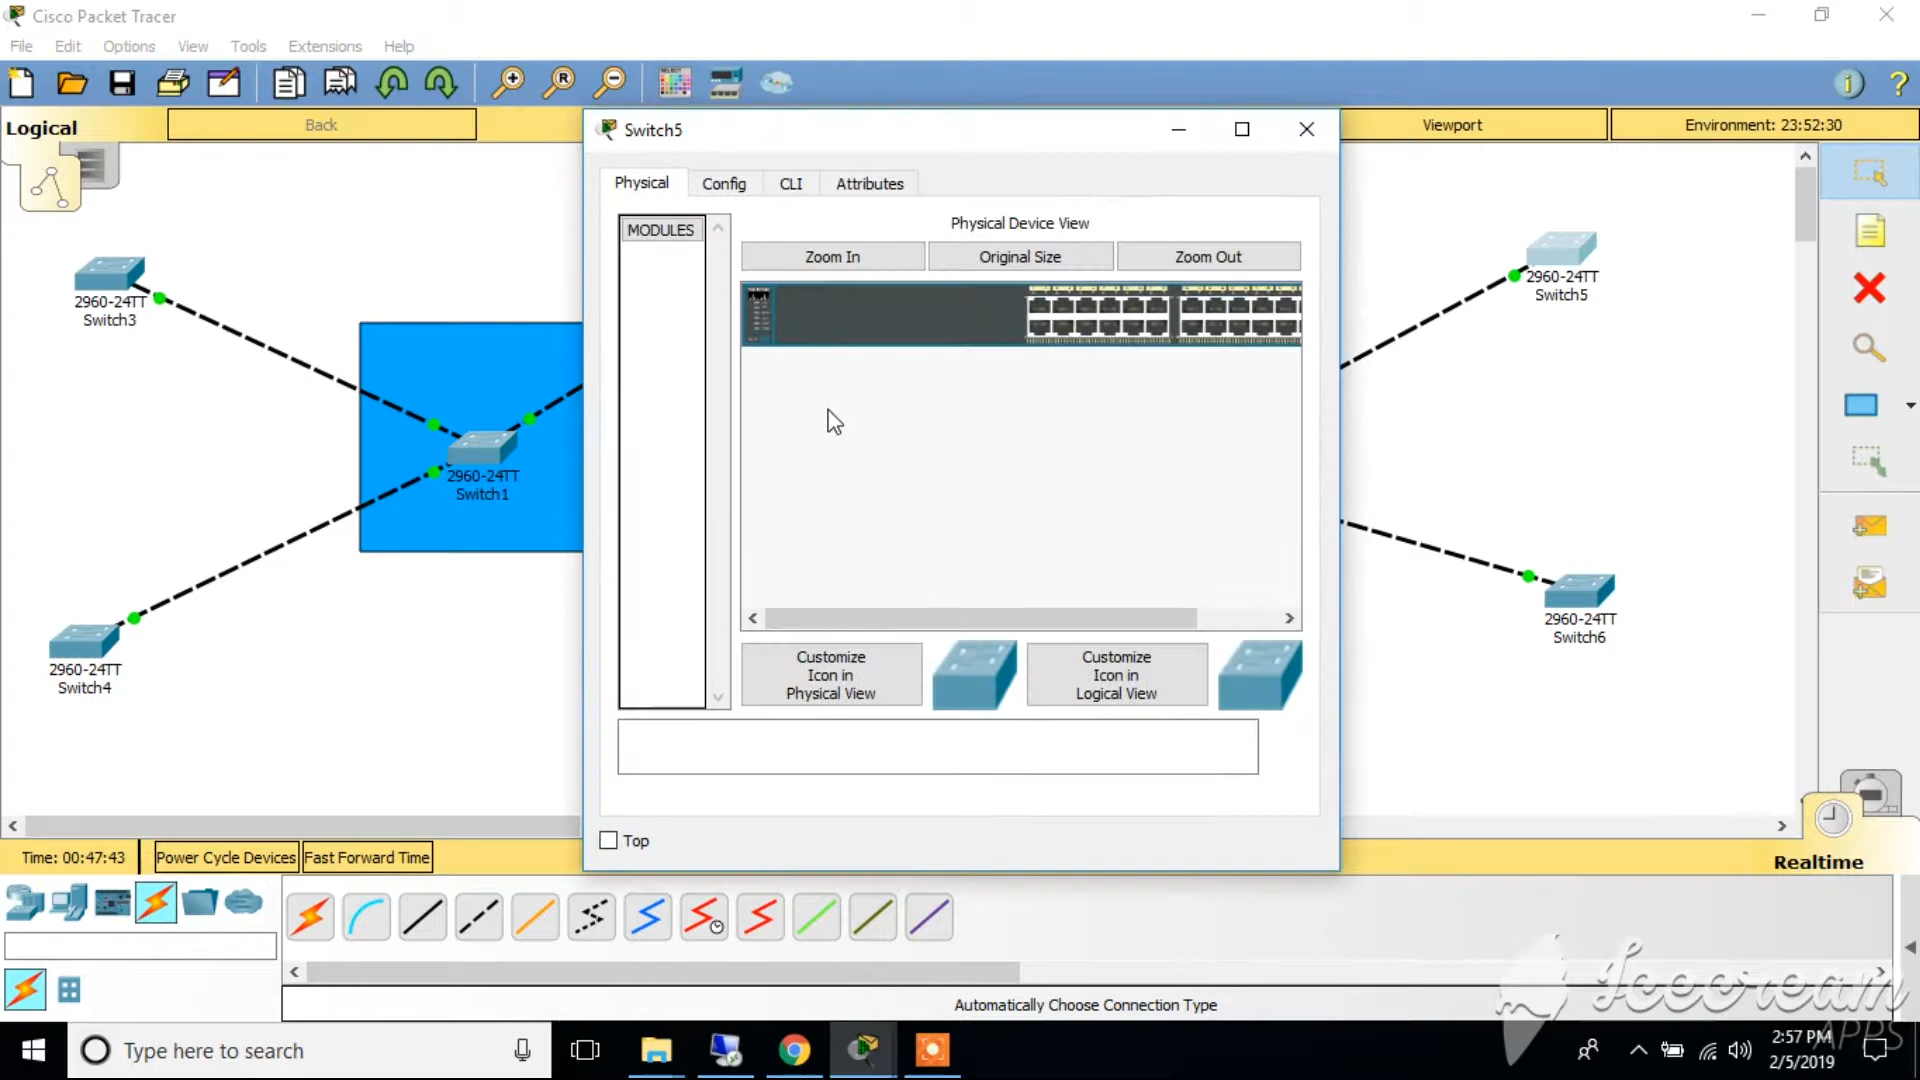 Cisco Packet Tracer
File Edit Options View Tools Extensions Help
Logical
Back
Viewport
Environment: 23:52:30
Switch5
Physical Config CLI Attributes
MODULES
Physical Device View
Zoom In
Original Size
Zoom Out
2960-24TT
Switch3
2960-24TT
Switch5
2960-24TT
Switch1
2960-24TT
Switch6
2960-24TT
Switch4
Customize
Icon in
Physical View
Customize
Icon in
Logical View
Top
Time: 00:47:43
Power Cycle Devices
Fast Forward Time
Realtime
Automatically Choose Connection Type
Icecream
APPS
Type here to search
2:57 PM
2/5/2019